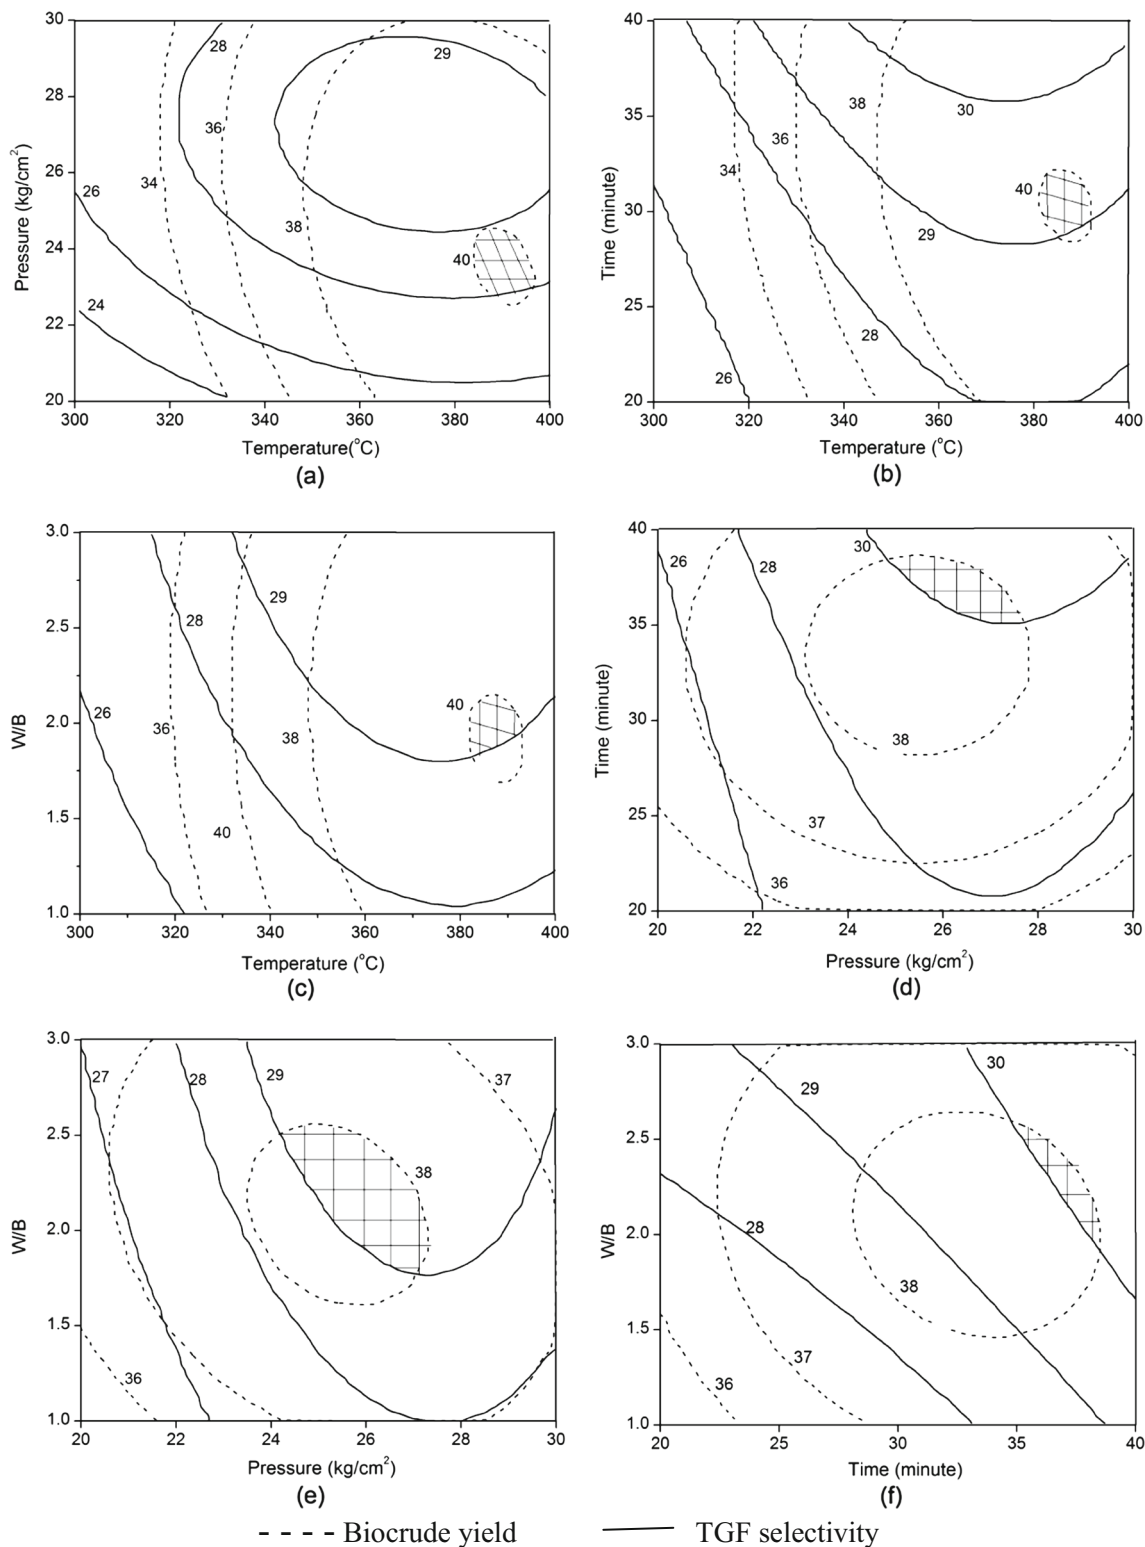 30
28
26
24
22
20
Pressure (kg/cm²)
28
29
36
34
26
38
40
24
300 320 340 360 380 400
Temperature(°C)
(a)
40
35
30
25
20
Time (minute)
38
30
36
34
40
29
28
26
300 320 340 360 380 400
Temperature (°C)
(b)
3.0
2.5
2.0
1.5
1.0
W/B
29
28
26
36
38
40
40
300 320 340 360 380 400
Temperature (°C)
(c)
40
35
30
25
20
Time (minute)
26
28
30
38
37
36
20 22 24 26 28 30
Pressure (kg/cm²)
(d)
3.0
2.5
2.0
1.5
1.0
W/B
27
28
29
37
38
36
20 22 24 26 28 30
Pressure (kg/cm²)
(e)
3.0
2.5
2.0
1.5
1.0
W/B
30
29
28
38
37
36
20 25 30 35 40
Time (minute)
(f)
Biocrude yield TGF selectivity